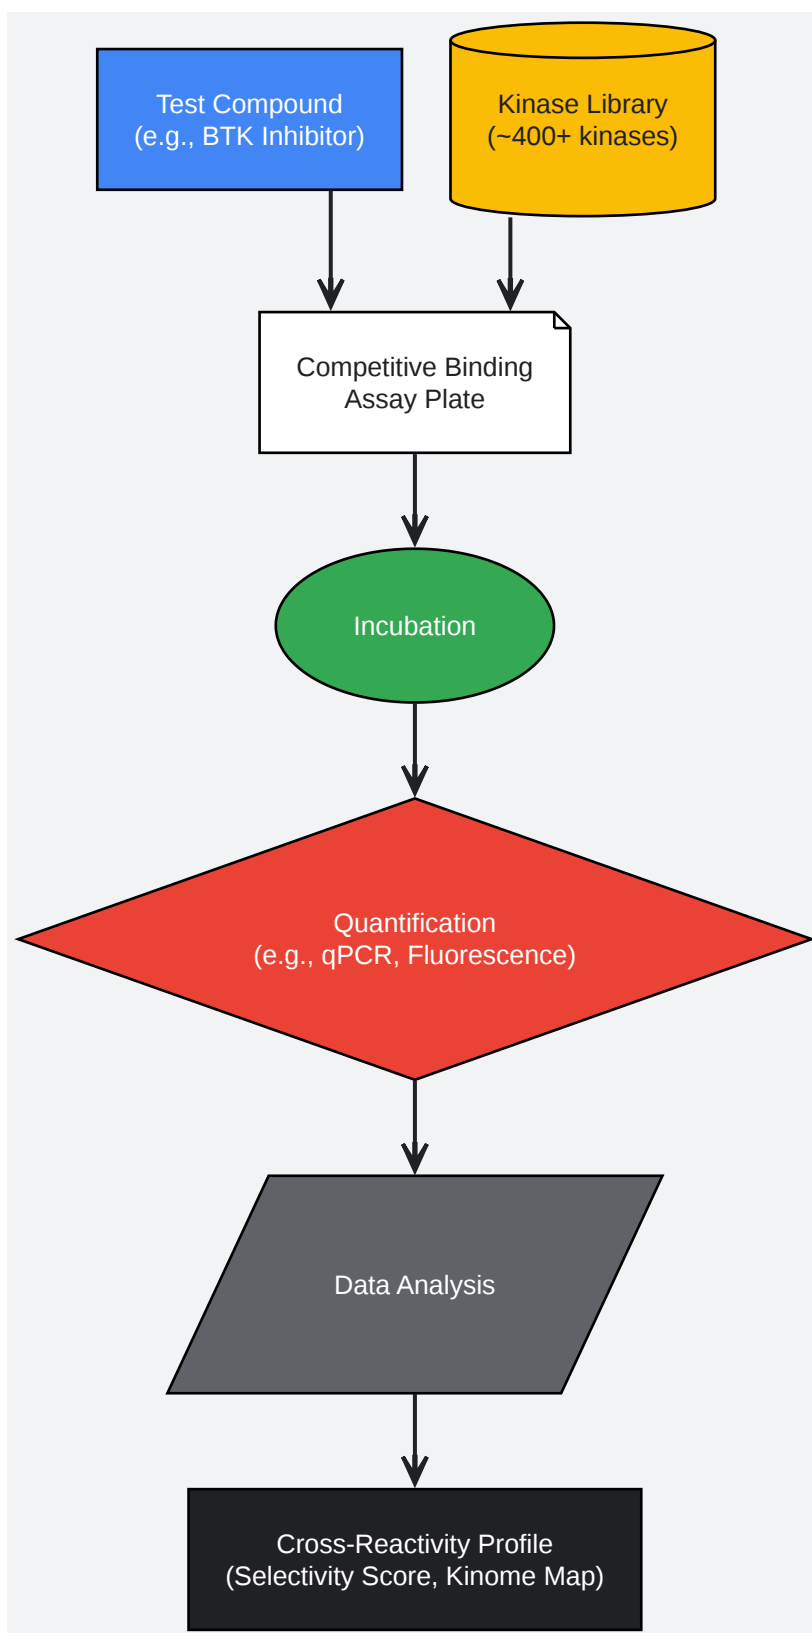 Test Compound
(e.g., BTK Inhibitor)
Kinase Library
(~400+ kinases)
Competitive Binding
Assay Plate
Incubation
Quantification
(e.g., qPCR, Fluorescence)
Data Analysis
Cross-Reactivity Profile
(Selectivity Score, Kinome Map)